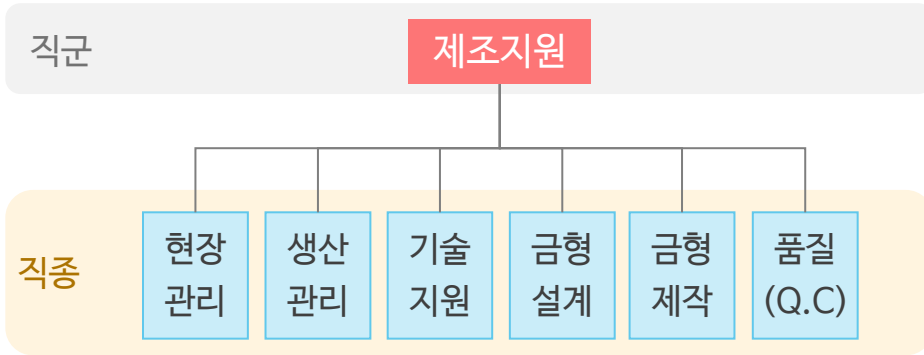 직군
제조지원
직종
현장
관리
생산
관리
기술
지원
금형
설계
금형
제작
품질
(Q.C)